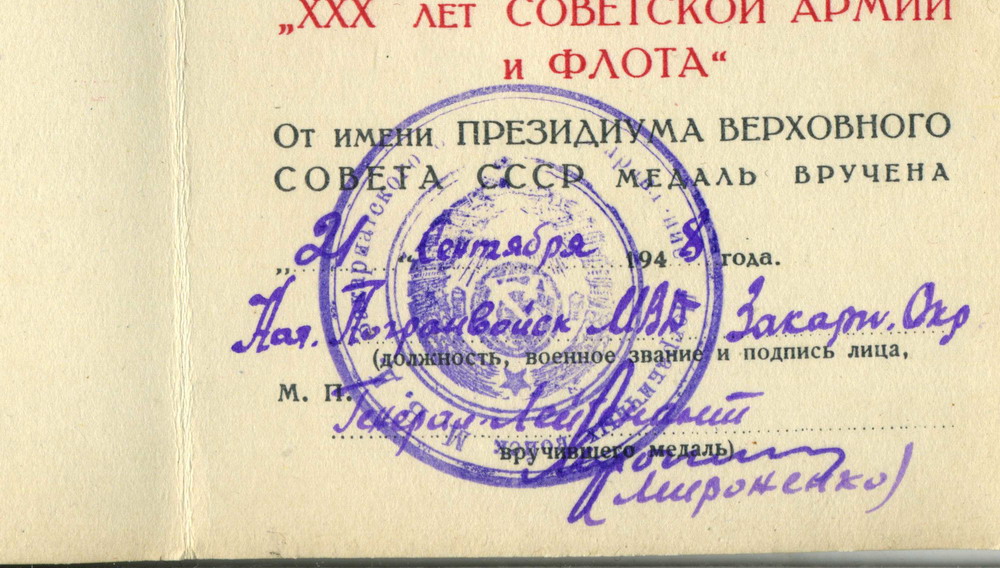 „XXX ЛЕТ СОВЕТСКОЙ АРМИИ
и ФЛОТА“
От имени ПРЕЗИДИУМА ВЕРХОВНОГО
СОВЕТА СССР МЕДАЛЬ ВРУЧЕНА
„21 “ Сентября 1948 года.
Нач. Погранвойск МВД Закарп. Окр
(должность, военное звание и подпись лица,
М. П.
Генерал-Лейтенант
вручившего медаль)
(Мироненко)